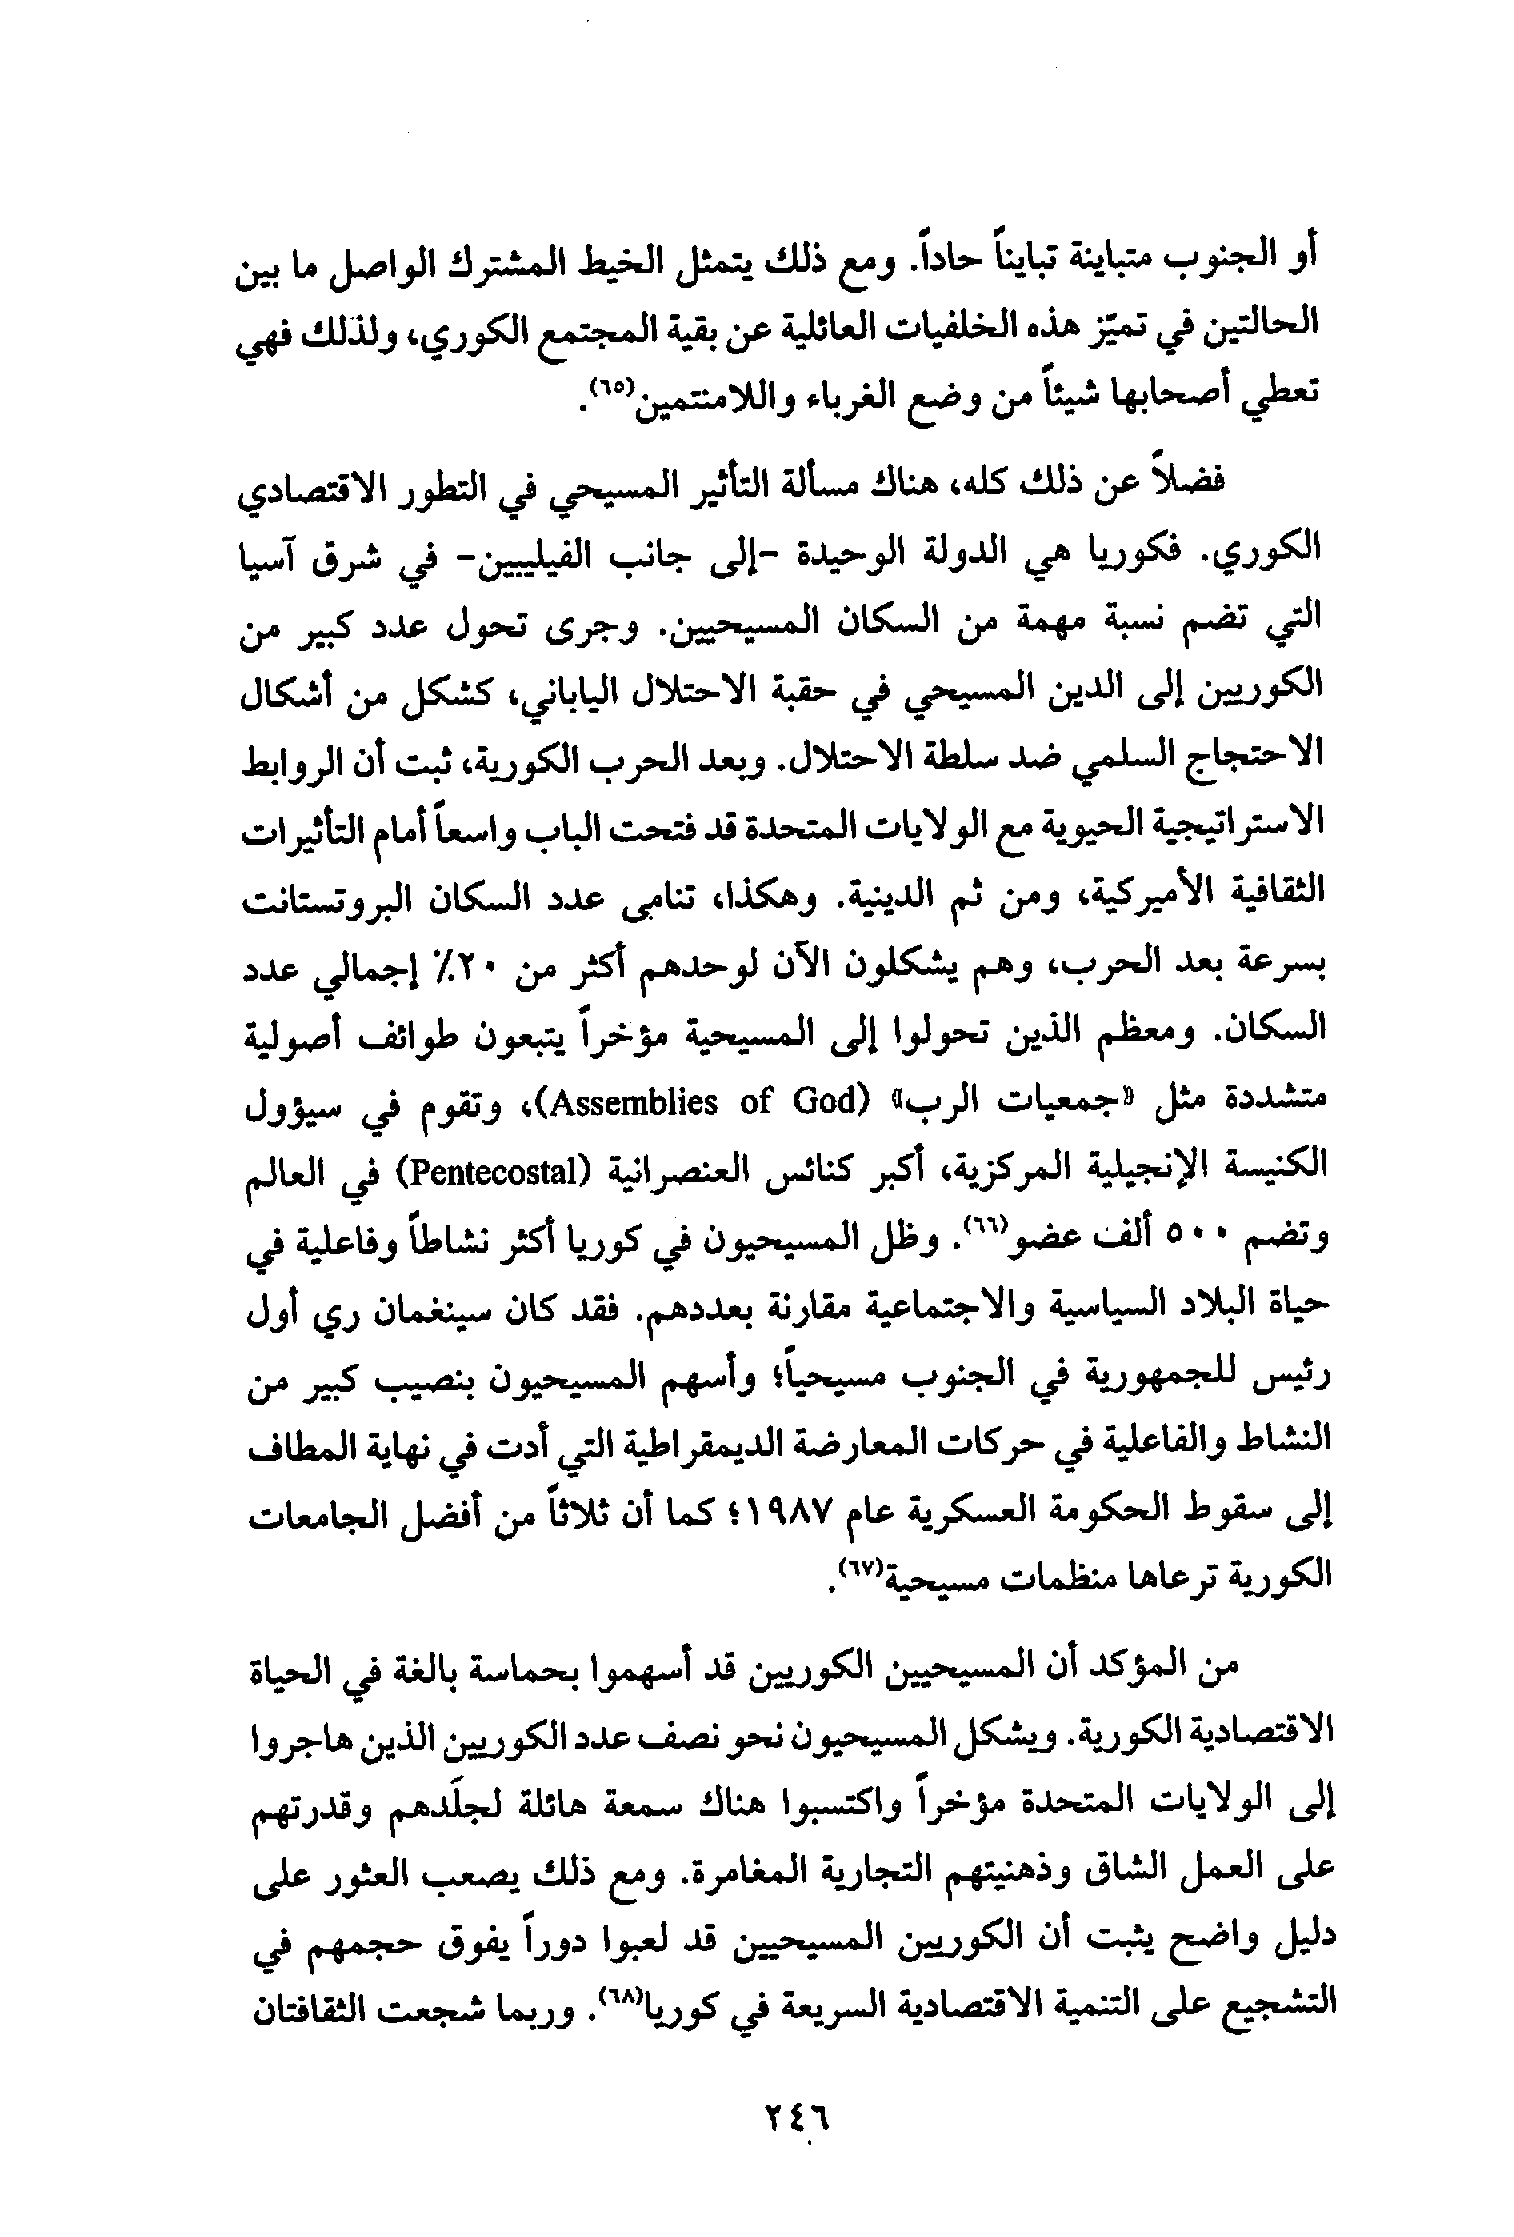 أو الجنوب متباينة تبايناً حاداً. ومع ذلك يتمثل الخيط المشترك الواصل ما بين
الحالتين في تميّز هذه الخلفيات العائلية عن بقية المجتمع الكوري، ولذلك فهي
تعطي أصحابها شيئاً من وضع الغرباء واللامنتمين(٦٥).
فضلاً عن ذلك كله، هناك مسألة التأثير المسيحي في التطور الاقتصادي
الكوري. فكوريا هي الدولة الوحيدة -إلى جانب الفيليبين- في شرق آسيا
التي تضم نسبة مهمة من السكان المسيحيين. وجرى تحول عدد كبير من
الكوريين إلى الدين المسيحي في حقبة الاحتلال الياباني، كشكل من أشكال
الاحتجاج السلمي ضد سلطة الاحتلال. وبعد الحرب الكورية، ثبت أن الروابط
الاستراتيجية الحيوية مع الولايات المتحدة قد فتحت الباب واسعاً أمام التأثيرات
الثقافية الأميركية، ومن ثم الدينية. وهكذا، تنامى عدد السكان البروتستانت
بسرعة بعد الحرب، وهم يشكلون الآن لوحدهم أكثر من ٢٠٪ إجمالي عدد
السكان. ومعظم الذين تحولوا إلى المسيحية مؤخراً يتبعون طوائف أصولية
متشددة مثل «جمعيات الرب» (Assemblies of God)، وتقوم في سيؤول
الكنيسة الإنجيلية المركزية، أكبر كنائس العنصرانية (Pentecostal) في العالم
وتضم ٥٠٠ ألف عضو(٦٦). وظل المسيحيون في كوريا أكثر نشاطاً وفاعلية في
حياة البلاد السياسية والاجتماعية مقارنة بعددهم. فقد كان سينغمان ري أول
رئيس للجمهورية في الجنوب مسيحياً؛ وأسهم المسيحيون بنصيب كبير من
النشاط والفاعلية في حركات المعارضة الديمقراطية التي أدت في نهاية المطاف
إلى سقوط الحكومة العسكرية عام ١٩٨٧؛ كما أن ثلاثاً من أفضل الجامعات
الكورية ترعاها منظمات مسيحية(٦٧).
من المؤكد أن المسيحيين الكوريين قد أسهموا بحماسة بالغة في الحياة
الاقتصادية الكورية. ويشكل المسيحيون نحو نصف عدد الكوريين الذين هاجروا
إلى الولايات المتحدة مؤخراً واكتسبوا هناك سمعة هائلة لجلَدهم وقدرتهم
على العمل الشاق وذهنيتهم التجارية المغامرة. ومع ذلك يصعب العثور على
دليل واضح يثبت أن الكوريين المسيحيين قد لعبوا دوراً يفوق حجمهم في
التشجيع على التنمية الاقتصادية السريعة في كوريا(٦٨). وربما شجعت الثقافتان
٢٤٦